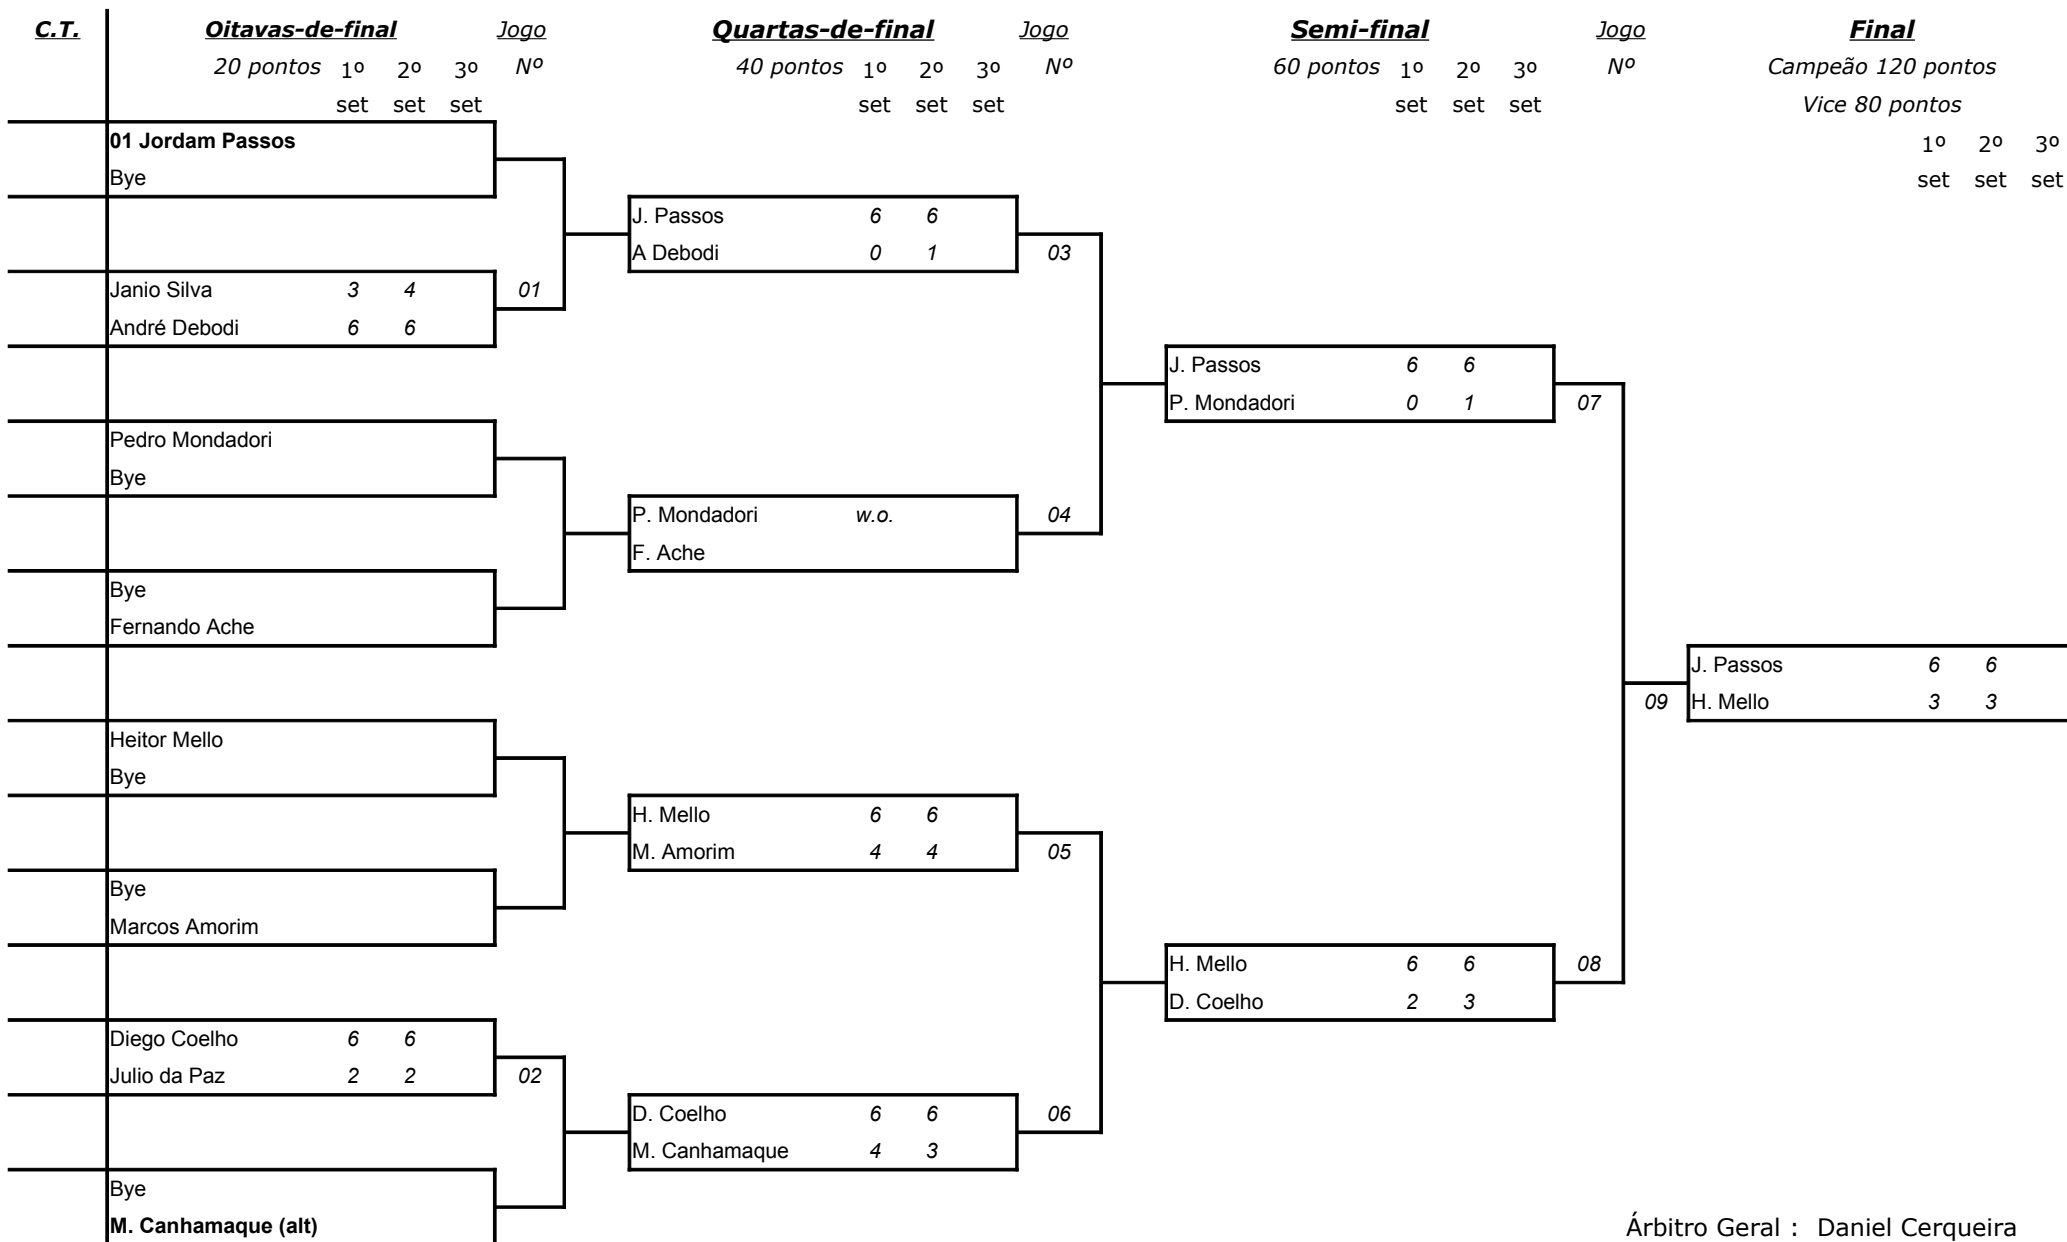 C.T. Oitavas-de-final Jogo Quartas-de-final Jogo Semi-final Jogo Final
20 pontos 1º 2º 3º Nº 40 pontos 1º 2º 3º Nº 60 pontos 1º 2º 3º Nº Campeão 120 pontos
set set set set set set set set set Vice 80 pontos
01 Jordam Passos 1º 2º 3º
Bye set set set
J. Passos 6 6
A Debodi 0 1 03
Janio Silva 3 4 01
André Debodi 6 6
J. Passos 6 6
P. Mondadori 0 1 07
Pedro Mondadori
Bye
P. Mondadori w.o. 04
F. Ache
Bye
Fernando Ache
J. Passos 6 6
09 H. Mello 3 3
Heitor Mello
Bye
H. Mello 6 6
M. Amorim 4 4 05
Bye
Marcos Amorim
H. Mello 6 6 08
D. Coelho 2 3
Diego Coelho 6 6
Julio da Paz 2 2 02
D. Coelho 6 6 06
M. Canhamaque 4 3
Bye
M. Canhamaque (alt) Árbitro Geral : Daniel Cerqueira